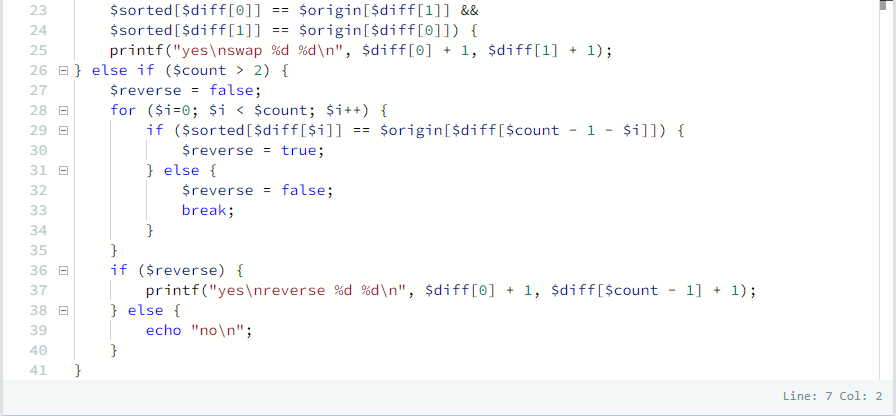 23 $sorted[$diff[0]] == $origin[$diff[1]] &&
24 $sorted[$diff[1]] == $origin[$diff[0]]) {
25 printf("yes\nswap %d %d\n", $diff[0] + 1, $diff[1] + 1);
26 } else if ($count > 2) {
27 $reverse = false;
28 for ($i=0; $i < $count; $i++) {
29 if ($sorted[$diff[$i]] == $origin[$diff[$count - 1 - $i]]) {
30 $reverse = true;
31 } else {
32 $reverse = false;
33 break;
34 }
35 }
36 if ($reverse) {
37 printf("yes\nreverse %d %d\n", $diff[0] + 1, $diff[$count - 1] + 1);
38 } else {
39 echo "no\n";
40 }
41 }
Line: 7 Col: 2